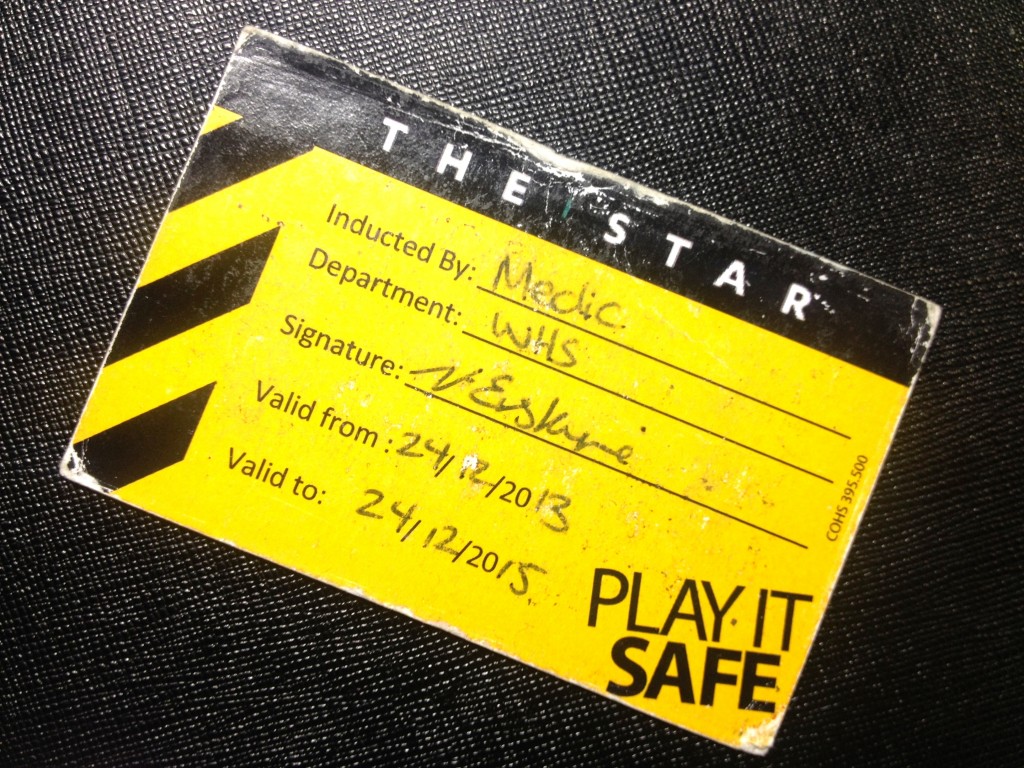 THE STAR
Inducted By: Medic
Department: WHS
Signature: N Erskine
Valid from : 24/12/2013
Valid to: 24/12/2015
COHS 395.500
PLAY IT
SAFE